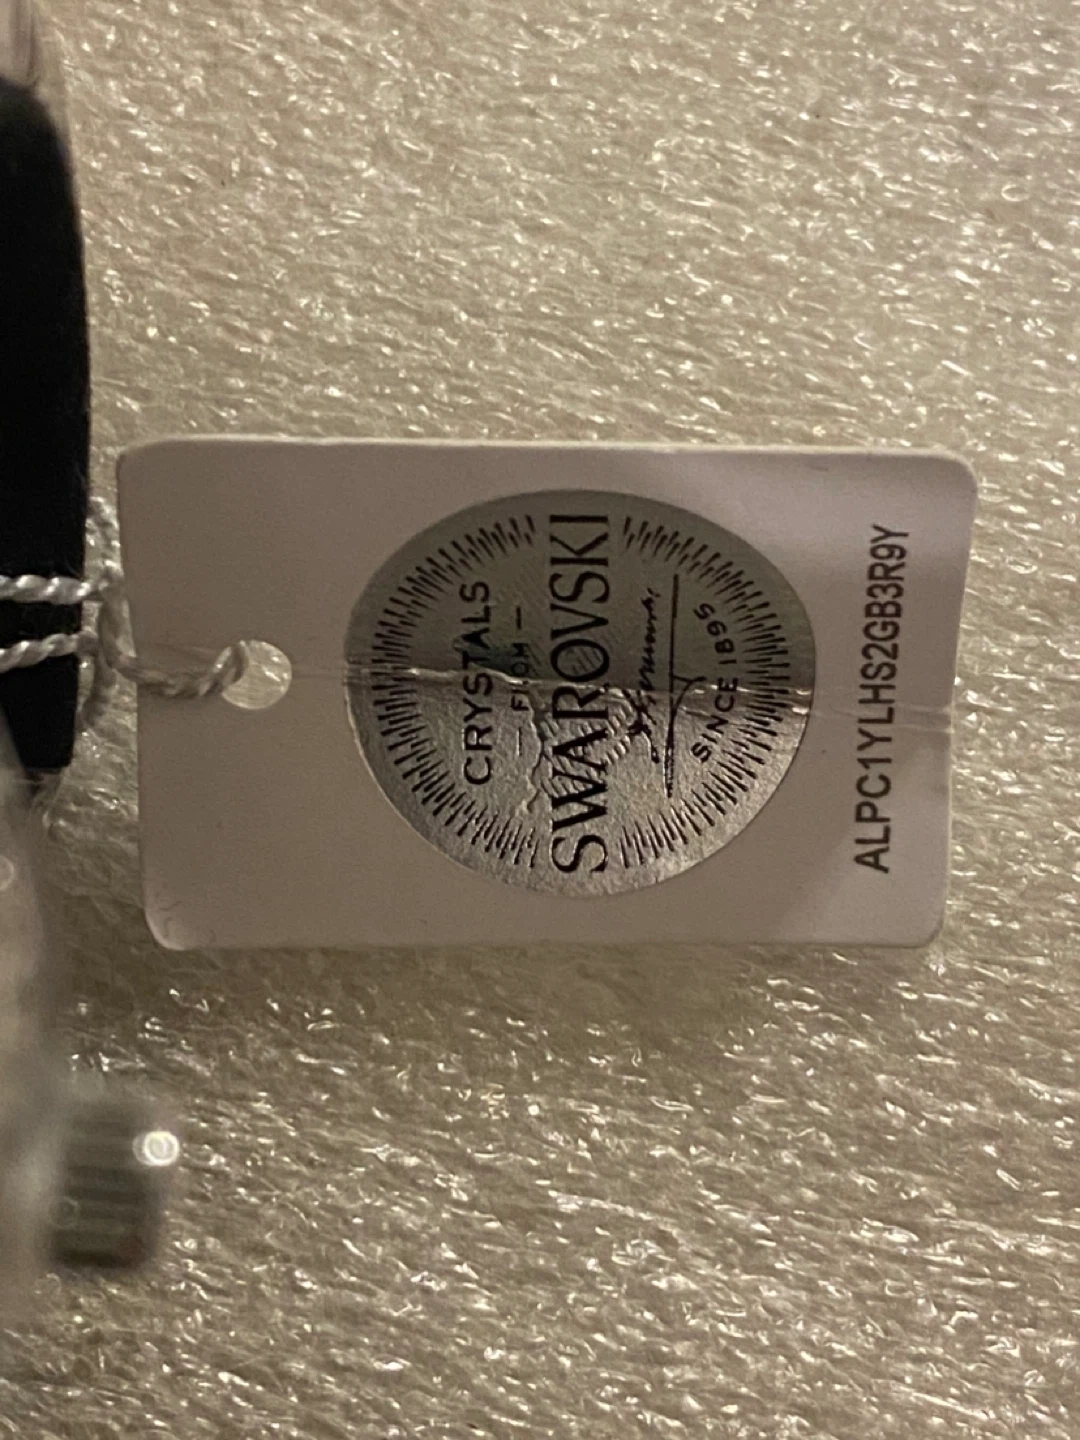 CRYSTALS
— FROM —
SWAROVSKI
SINCE 1895
ALPC1YLHS2GB3R9Y